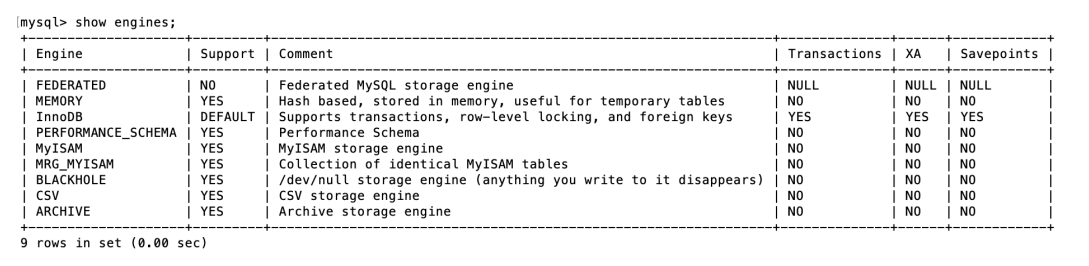 mysql> show engines;
+--------------------+---------+----------------------------------------------------------------+--------------+------+------------+
| Engine             | Support | Comment                                                        | Transactions | XA   | Savepoints |
+--------------------+---------+----------------------------------------------------------------+--------------+------+------------+
| FEDERATED          | NO      | Federated MySQL storage engine                                 | NULL         | NULL | NULL       |
| MEMORY             | YES     | Hash based, stored in memory, useful for temporary tables      | NO           | NO   | NO         |
| InnoDB             | DEFAULT | Supports transactions, row-level locking, and foreign keys     | YES          | YES  | YES        |
| PERFORMANCE_SCHEMA | YES     | Performance Schema                                             | NO           | NO   | NO         |
| MyISAM             | YES     | MyISAM storage engine                                          | NO           | NO   | NO         |
| MRG_MYISAM         | YES     | Collection of identical MyISAM tables                          | NO           | NO   | NO         |
| BLACKHOLE          | YES     | /dev/null storage engine (anything you write to it disappears) | NO           | NO   | NO         |
| CSV                | YES     | CSV storage engine                                             | NO           | NO   | NO         |
| ARCHIVE            | YES     | Archive storage engine                                         | NO           | NO   | NO         |
+--------------------+---------+----------------------------------------------------------------+--------------+------+------------+
9 rows in set (0.00 sec)